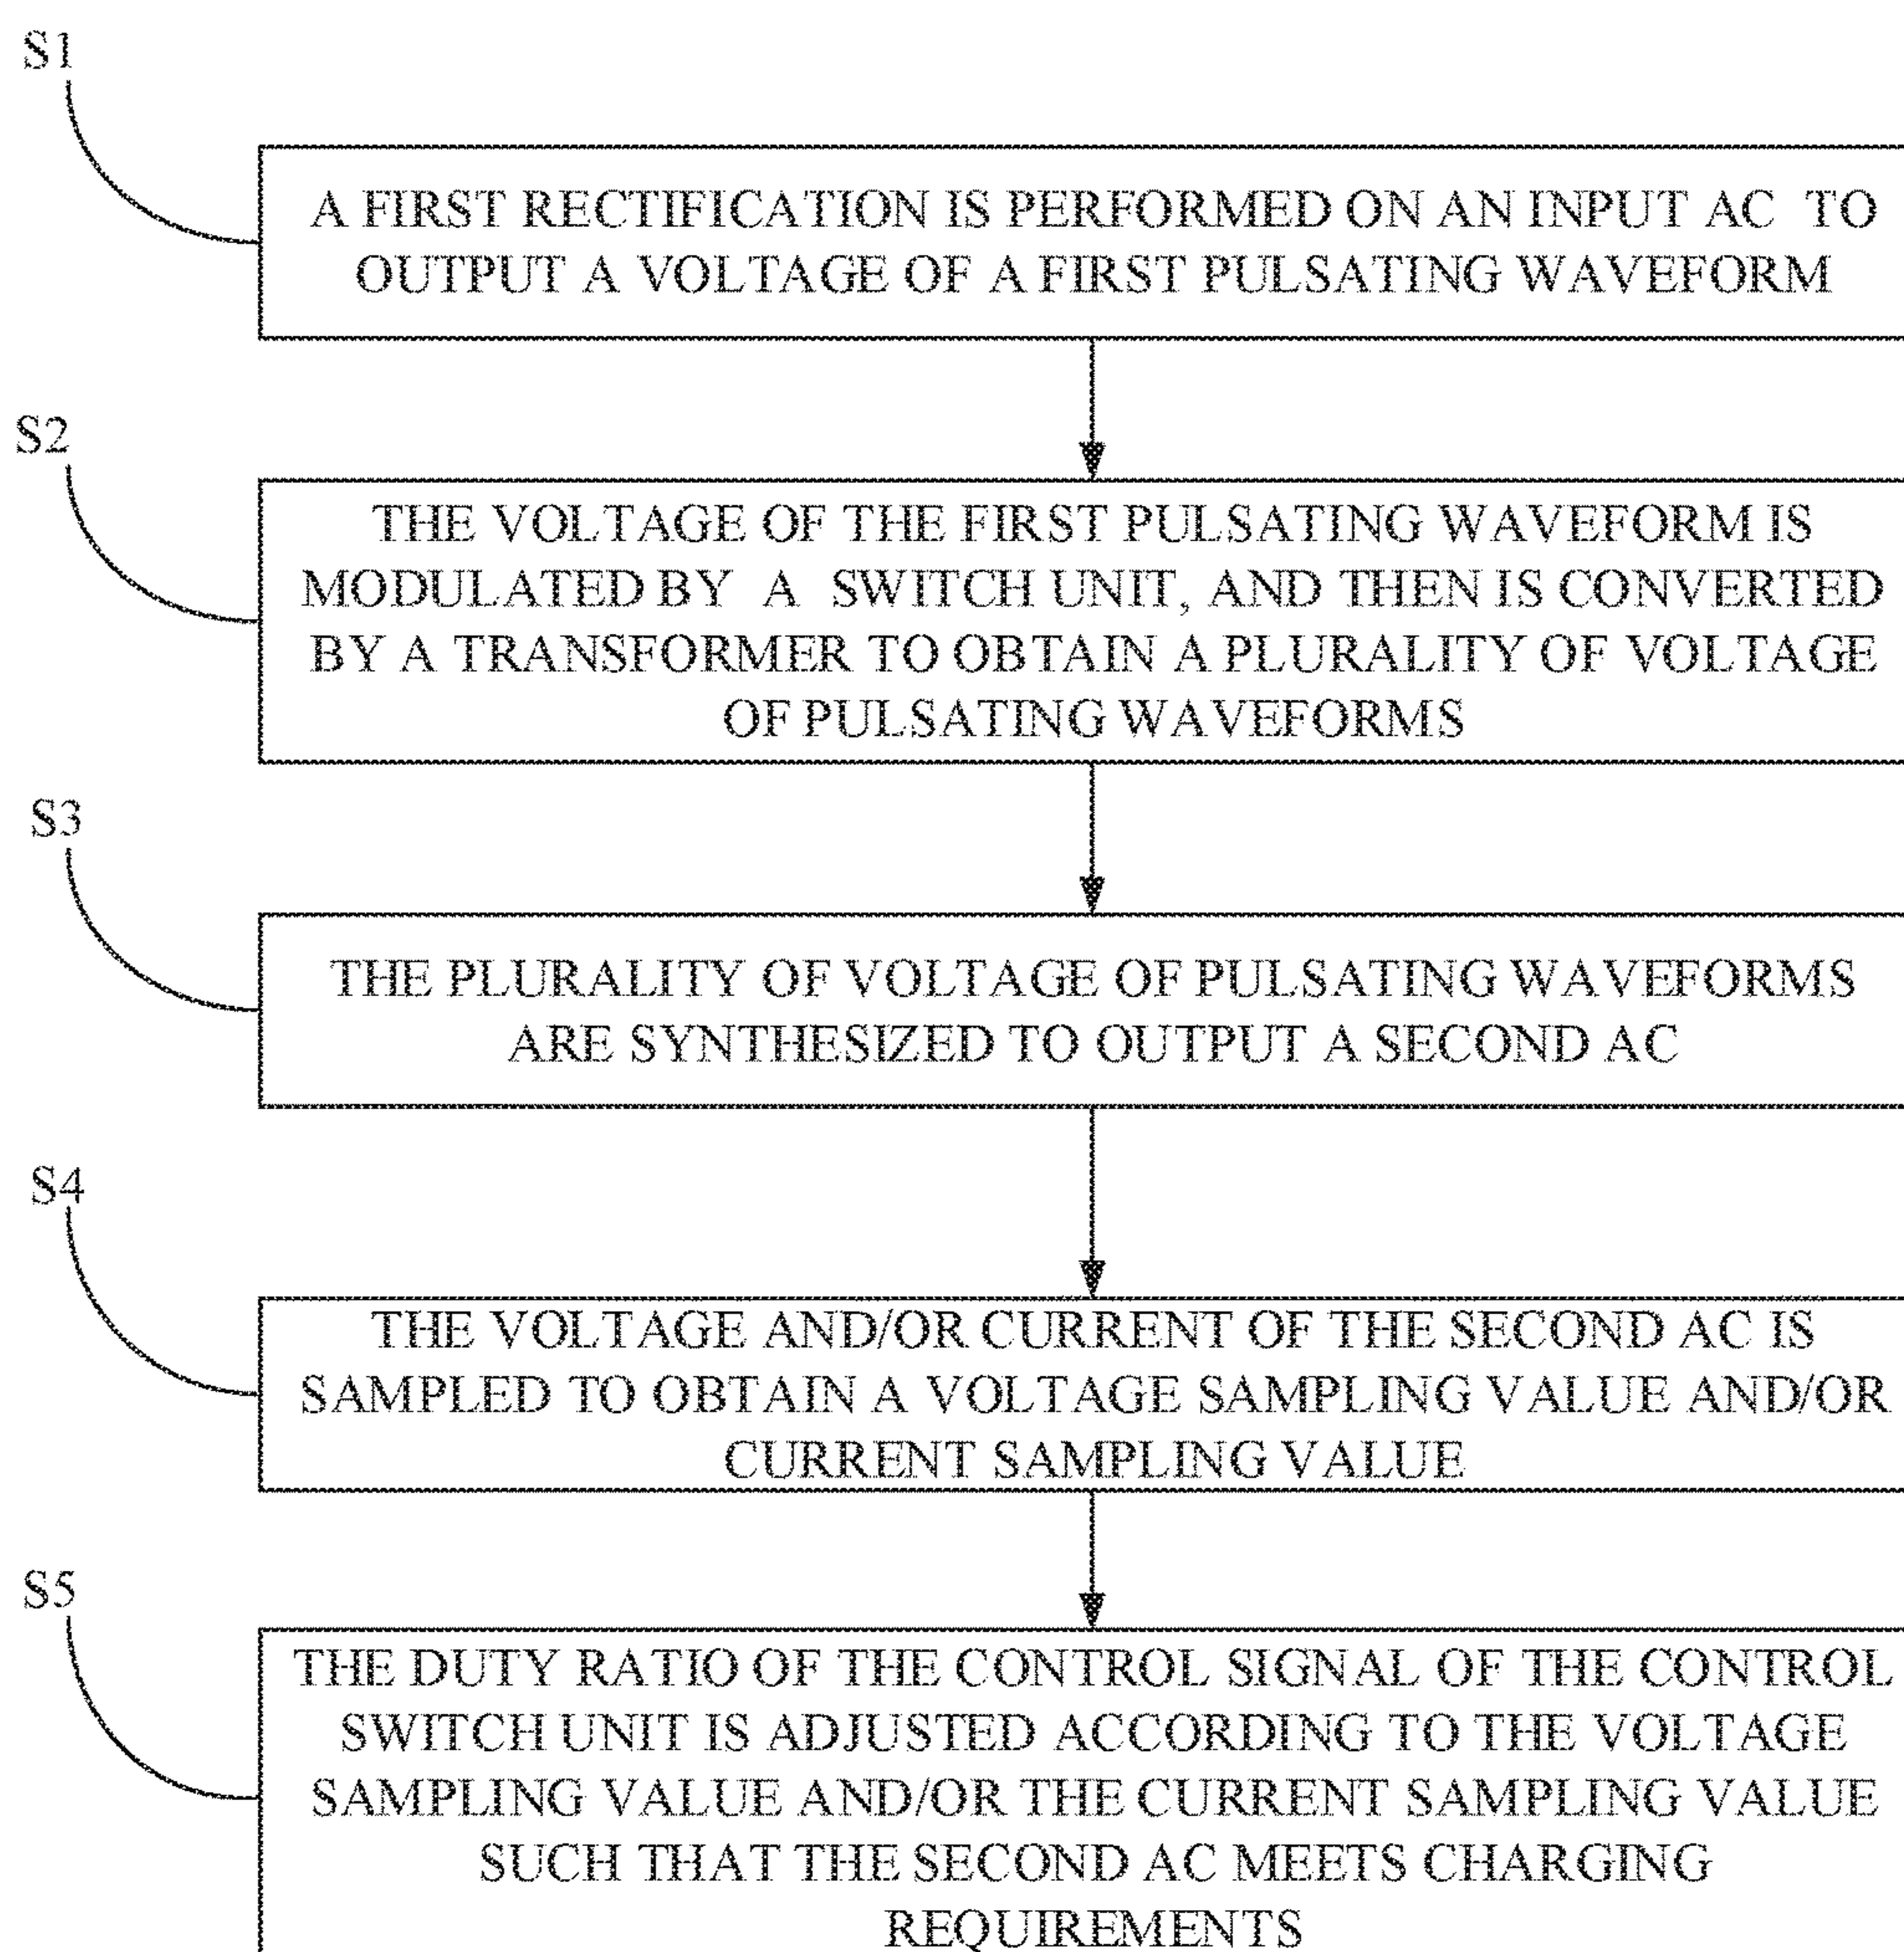 S1
A FIRST RECTIFICATION IS PERFORMED ON AN INPUT AC TO
OUTPUT A VOLTAGE OF A FIRST PULSATING WAVEFORM
S2
THE VOLTAGE OF THE FIRST PULSATING WAVEFORM IS
MODULATED BY A SWITCH UNIT, AND THEN IS CONVERTED
BY A TRANSFORMER TO OBTAIN A PLURALITY OF VOLTAGE
OF PULSATING WAVEFORMS
S3
THE PLURALITY OF VOLTAGE OF PULSATING WAVEFORMS
ARE SYNTHESIZED TO OUTPUT A SECOND AC
S4
THE VOLTAGE AND/OR CURRENT OF THE SECOND AC IS
SAMPLED TO OBTAIN A VOLTAGE SAMPLING VALUE AND/OR
CURRENT SAMPLING VALUE
S5
THE DUTY RATIO OF THE CONTROL SIGNAL OF THE CONTROL
SWITCH UNIT IS ADJUSTED ACCORDING TO THE VOLTAGE
SAMPLING VALUE AND/OR THE CURRENT SAMPLING VALUE
SUCH THAT THE SECOND AC MEETS CHARGING
REQUIREMENTS